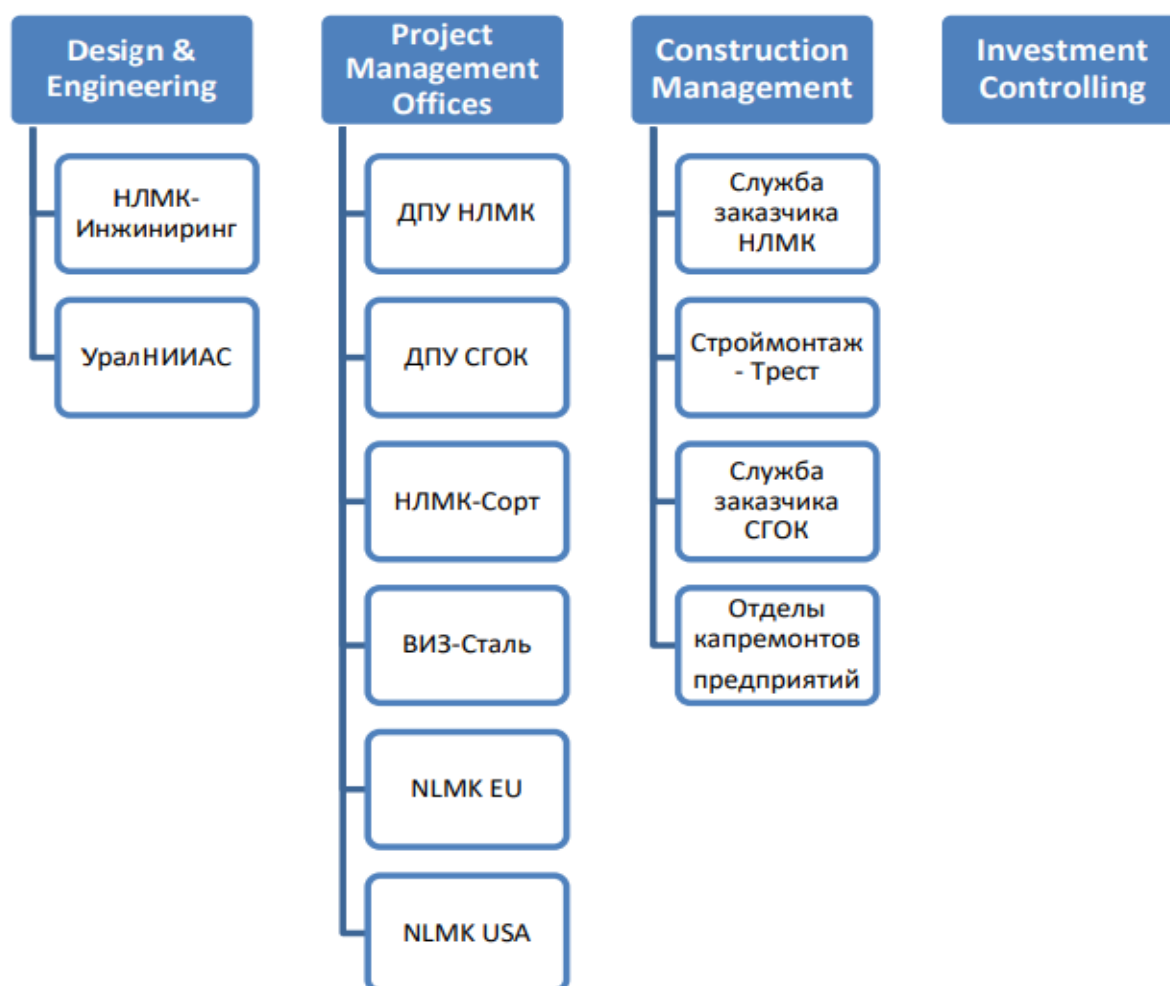 Design &
Engineering
НЛМК-
Инжиниринг
УралНИИАС
Project
Management
Offices
ДПУ НЛМК
ДПУ СГОК
НЛМК-Сорт
ВИЗ-Сталь
NLMK EU
NLMK USA
Construction
Management
Служба
заказчика
НЛМК
Строймонтаж
- Трест
Служба
заказчика
СГОК
Отделы
капремонтов
предприятий
Investment
Controlling